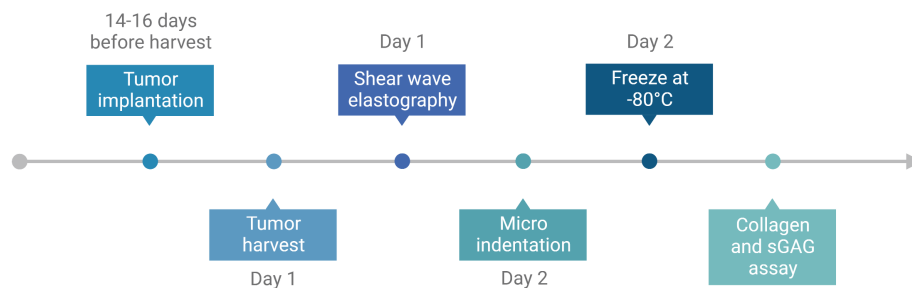 14-16 days
before harvest
Tumor
implantation
Tumor
harvest
Day 1
Day 1
Shear wave
elastography
Micro
indentation
Day 2
Day 2
Freeze at
-80°C
Collagen
and sGAG
assay